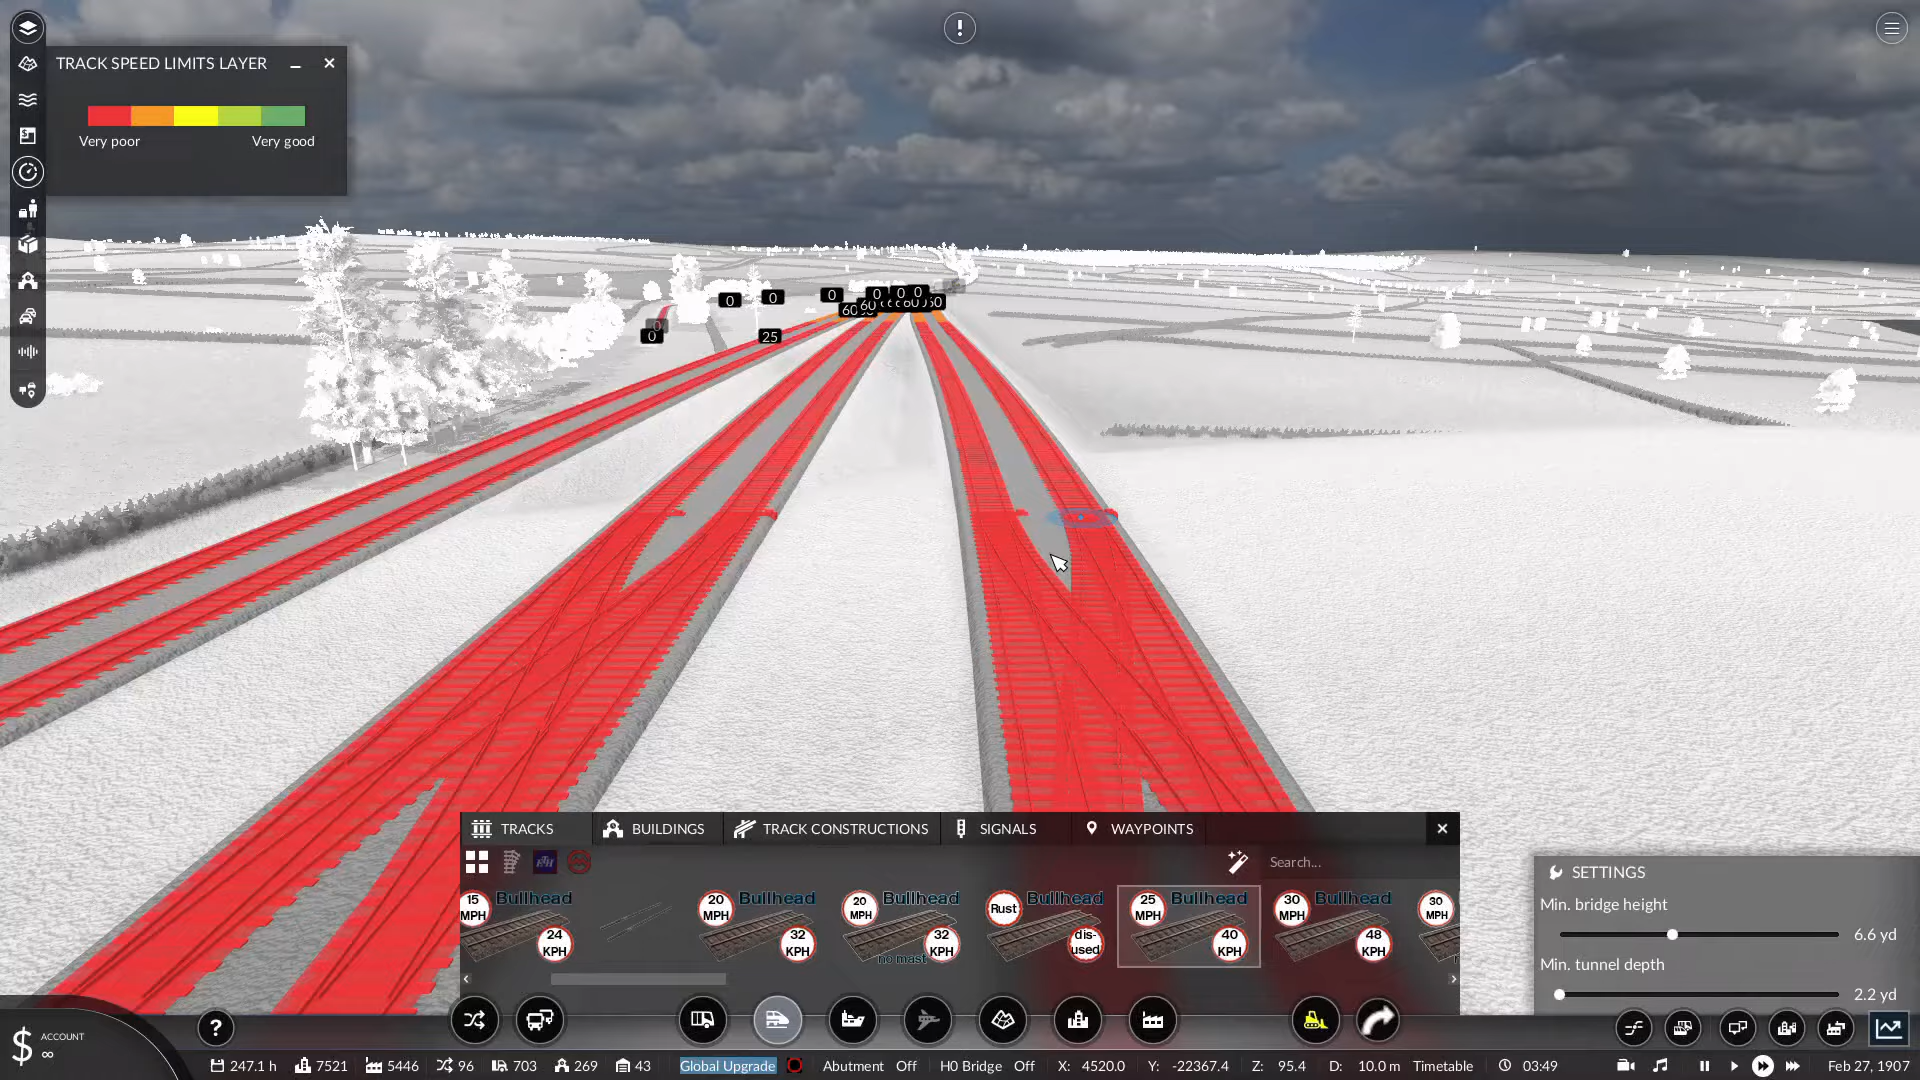 TRACK SPEED LIMITS LAYER
Very poor
Very good
0
0
0
0
0
0
60
60
60
0
25
TRACKS
BUILDINGS
TRACK CONSTRUCTIONS
SIGNALS
WAYPOINTS
Search...
15 MPH Bullhead 24 KPH
20 MPH Bullhead 32 KPH
20 MPH Bullhead 32 KPH no mast
Rust Bullhead dis-used
25 MPH Bullhead 40 KPH
30 MPH Bullhead 48 KPH
30 MPH
SETTINGS
Min. bridge height
6.6 yd
Min. tunnel depth
2.2 yd
$ ACCOUNT
∞
?
247.1 h 7521 5446 96 703 269 43 Global Upgrade Abutment Off H0 Bridge Off X: 4520.0 Y: -22367.4 Z: 95.4 D: 10.0 m Timetable 03:49 Feb 27, 1907